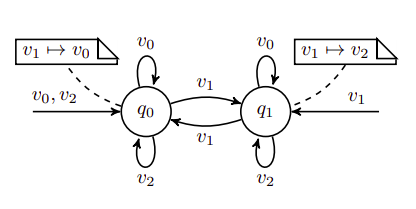 v₀ v₀
v₁ ↦ v₀ v₁ ↦ v₂
v₀, v₂ v₁ v₁
q₀ q₁
v₁
v₂ v₂